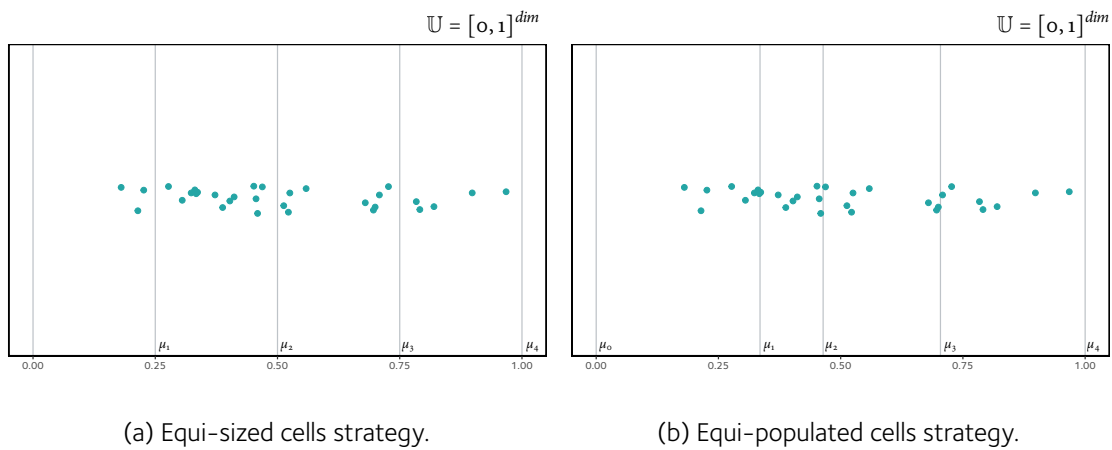 𝕌 = [0,1]^dim
𝕌 = [0,1]^dim
μ₁ μ₂ μ₃ μ₄
μ₀ μ₁ μ₂ μ₃ μ₄
0.00 0.25 0.50 0.75 1.00
0.00 0.25 0.50 0.75 1.00
(a) Equi-sized cells strategy.
(b) Equi-populated cells strategy.